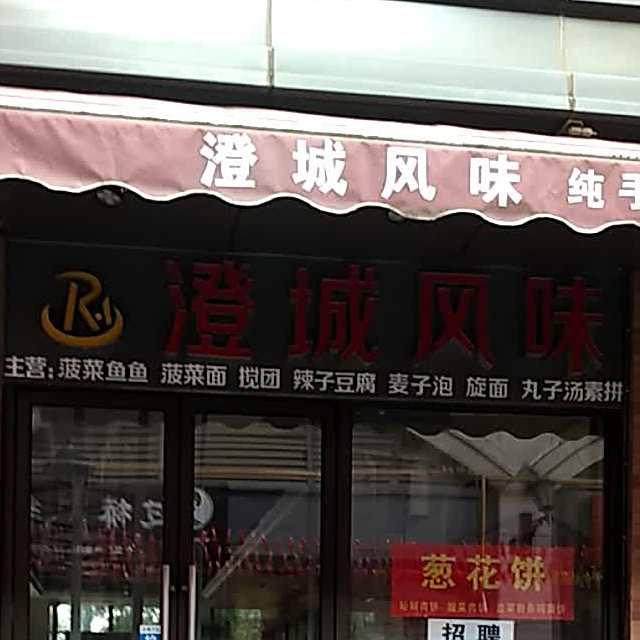 澄城风味 纯手
R
澄城风味
主营:菠菜鱼鱼 菠菜面 搅团 辣子豆腐 麦子泡 旋面 丸子汤素拼
葱花饼
招聘